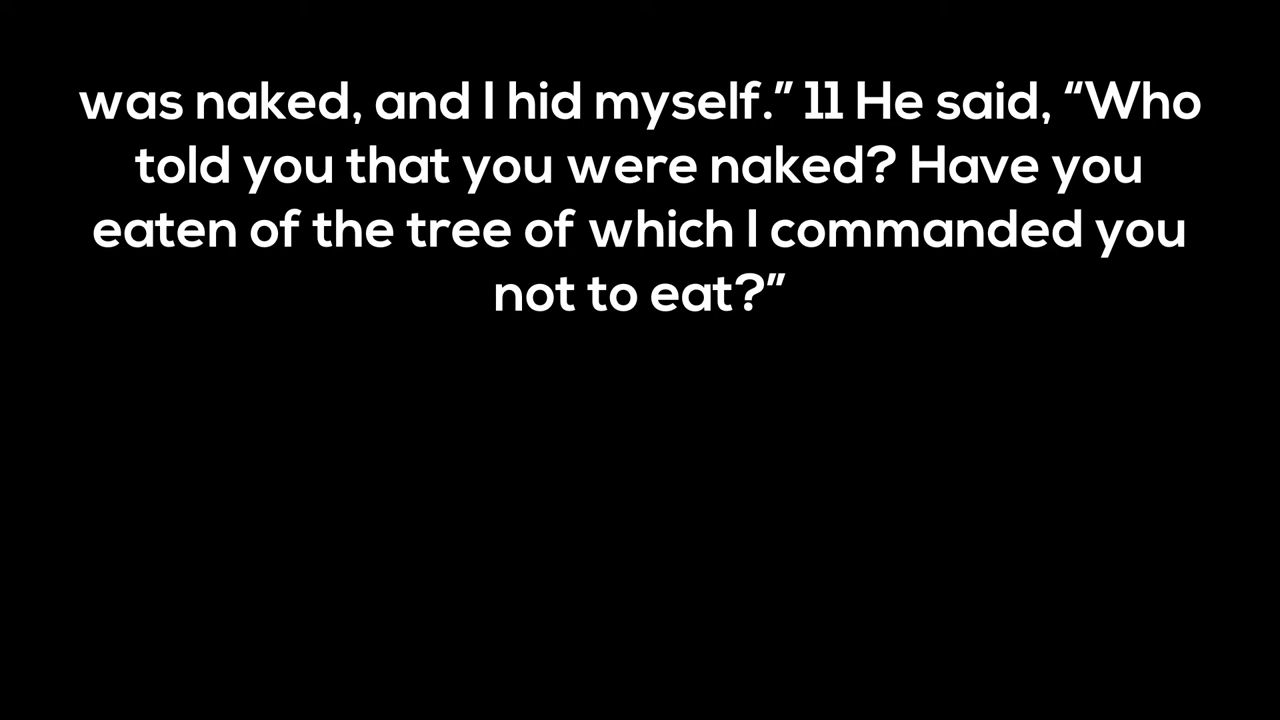 was naked, and I hid myself.” 11 He said, “Who
told you that you were naked? Have you
eaten of the tree of which I commanded you
not to eat?”